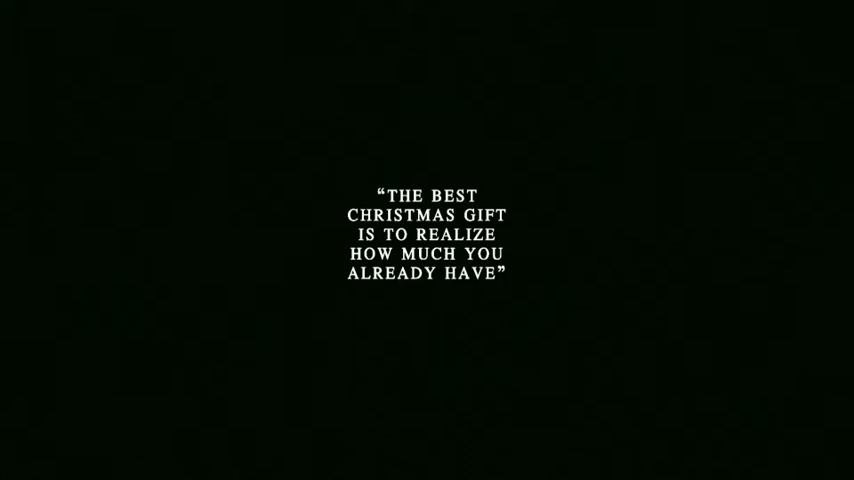 “THE BEST
CHRISTMAS GIFT
IS TO REALIZE
HOW MUCH YOU
ALREADY HAVE”